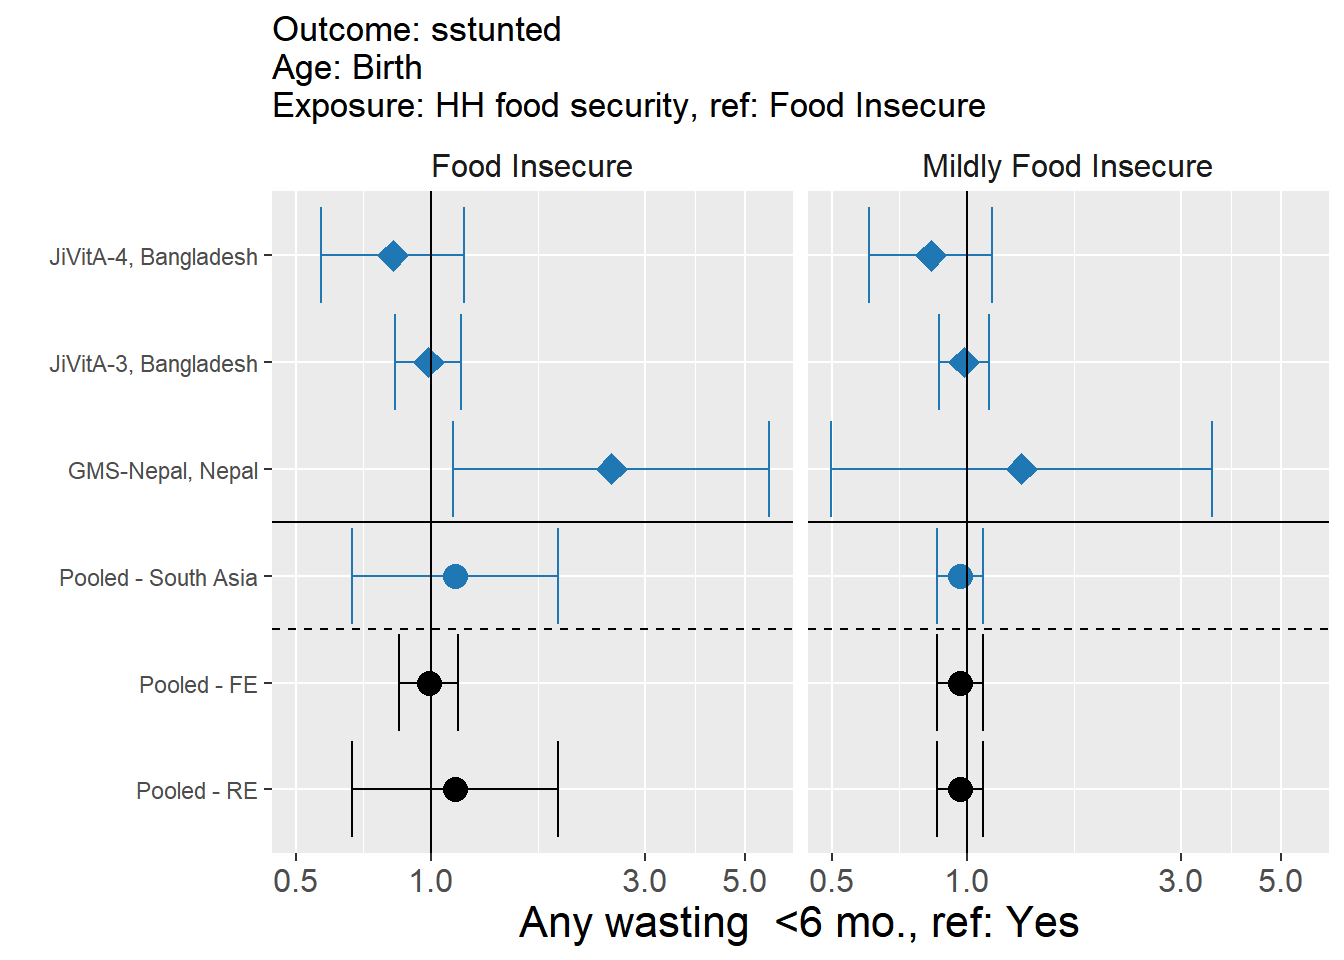 Outcome: sstunted
Age: Birth
Exposure: HH food security, ref: Food Insecure
Food Insecure
Mildly Food Insecure
JiVitA-4, Bangladesh
JiVitA-3, Bangladesh
GMS-Nepal, Nepal
Pooled - South Asia
Pooled - FE
Pooled - RE
0.5 1.0 3.0 5.0
0.5 1.0 3.0 5.0
Any wasting  <6 mo., ref: Yes